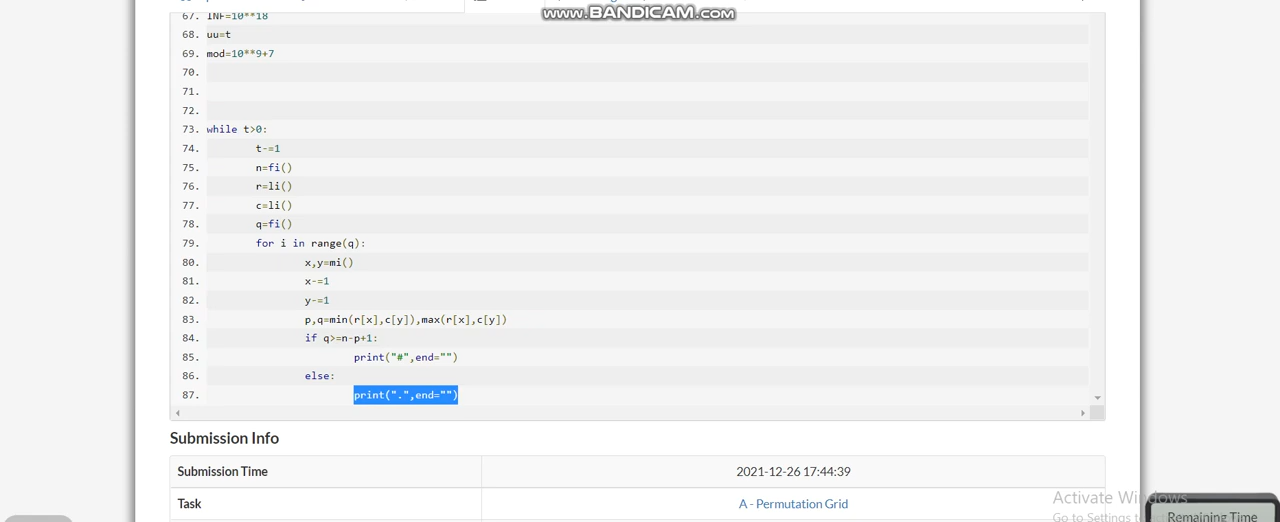 www.BANDICAM.com
67. INF=10**18
68. uu=t
69. mod=10**9+7
70.
71.
72.
73. while t>0:
74. t-=1
75. n=fi()
76. r=li()
77. c=li()
78. q=fi()
79. for i in range(q):
80. x,y=mi()
81. x-=1
82. y-=1
83. p,q=min(r[x],c[y]),max(r[x],c[y])
84. if q>=n-p+1:
85. print("#",end="")
86. else:
87. print(".",end="")
Submission Info
Submission Time 2021-12-26 17:44:39
Task A - Permutation Grid
Activate Windows
Go to Settings t
Remaining Time